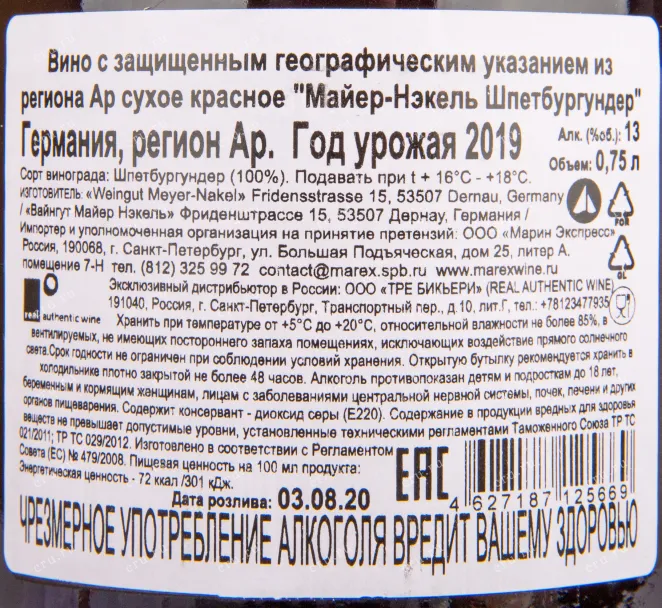 Вино с защищенным географическим указанием из
региона Ар сухое красное "Майер-Нэкель Шпетбургундер"
Германия, регион Ар. Год урожая 2019 Алк. (%об.): 13
Объем: 0,75 л
Сорт винограда: Шпетбургундер (100%). Подавать при t + 16°C - +18°C.
изготовитель: «Weingut Meyer-Nakel» Fridensstrasse 15, 53507 Dernau, Germany
/ «Вайнгут Майер Нэкель» Фриденштрассе 15, 53507 Дернау, Германия /
FOR
Импортер и уполномоченная организация на принятие претензий: ООО «Марин Экспресс»
Россия, 190068, г. Санкт-Петербург, ул. Большая Подъяческая, дом 25, литер А.
помещение 7-Н тел. (812) 325 99 72 contact@marex.spb.ru www.marexwine.ru
GL
Эксклюзивный дистрибьютор в России: ООО «ТРЕ БИКЬЕРИ» (REAL AUTHENTIC WINE)
191040, Россия, г. Санкт-Петербург, Транспортный пер., д.10, лит.Г, тел.: +78123477935
real authentic wine
Хранить при температуре от +5°C до +20°C, относительной влажности не более 85%, в
вентилируемых, не имеющих постороннего запаха помещениях, исключающих воздействие прямого солнечного
света.Срок годности не ограничен при соблюдении условий хранения. Открытую бутылку рекомендуется хранить в
холодильнике плотно закрытой не более 48 часов. Алкоголь противопоказан детям и подросткам до 18 лет,
беременным и кормящим женщинам, лицам с заболеваниями центральной нервной системы, почек, печени и других
органов пищеварения. Содержит консервант - диоксид серы (Е220). Содержание в продукции вредных для здоровья
веществ не превышает допустимые уровни, установленные техническими регламентами Таможенного Союза ТР ТС
021/2011; ТР ТС 029/2012. Изготовлено в соответствии с Регламентом
Совета (ЕС) № 479/2008. Пищевая ценность на 100 мл продукта:
Энергетическая ценность - 72 ккал /301 кДж.
ЕАС
4 627187 125669
Дата розлива: 03.08.20
ЧРЕЗМЕРНОЕ УПОТРЕБЛЕНИЕ АЛКОГОЛЯ ВРЕДИТ ВАШЕМУ ЗДОРОВЬЮ